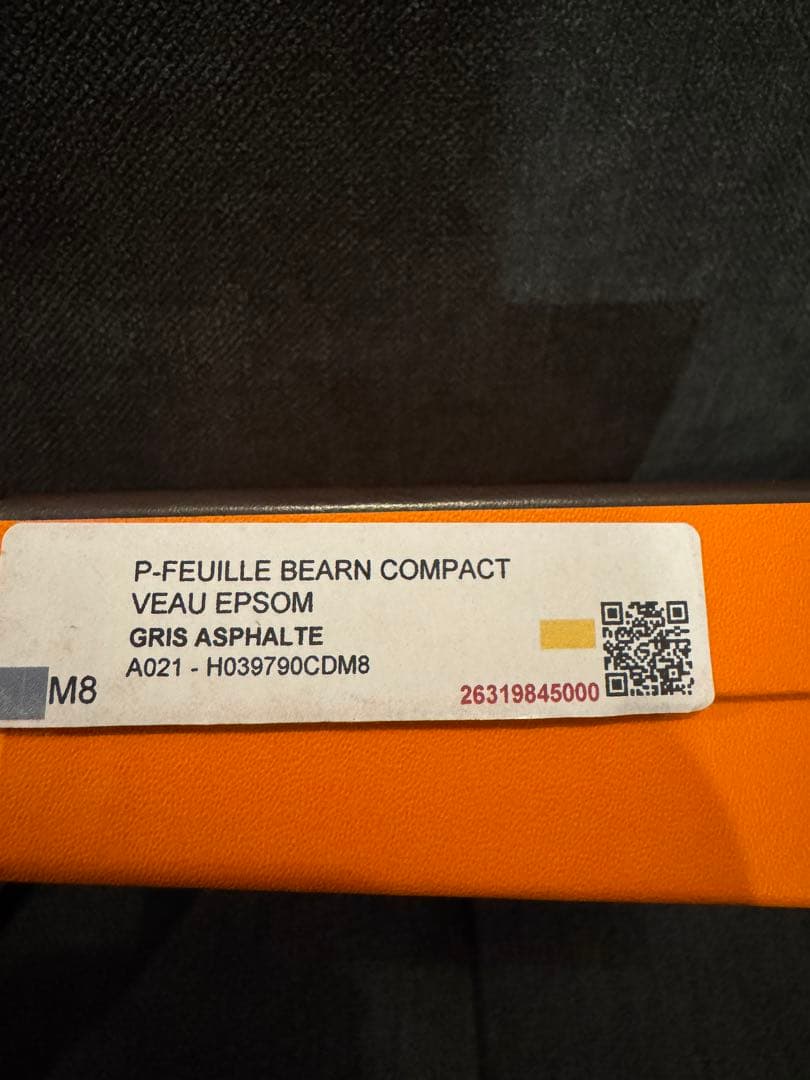 P-FEUILLE BEARN COMPACT
VEAU EPSOM
GRIS ASPHALTE
A021 - H039790CDM8
M8
26319845000